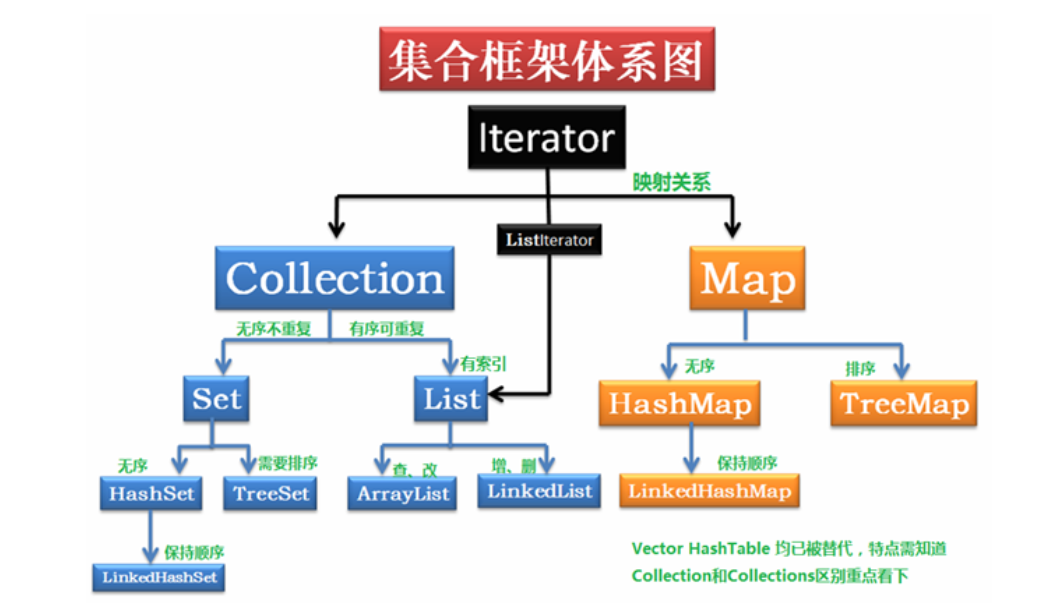 集合框架体系图
Iterator
映射关系
ListIterator
Collection
Map
无序不重复
有序可重复
有索引
无序
排序
Set
List
HashMap
TreeMap
无序
需要排序
查、改
增、删
保持顺序
HashSet
TreeSet
ArrayList
LinkedList
LinkedHashMap
保持顺序
LinkedHashSet
Vector HashTable 均已被替代，特点需知道
Collection和Collections区别重点看下